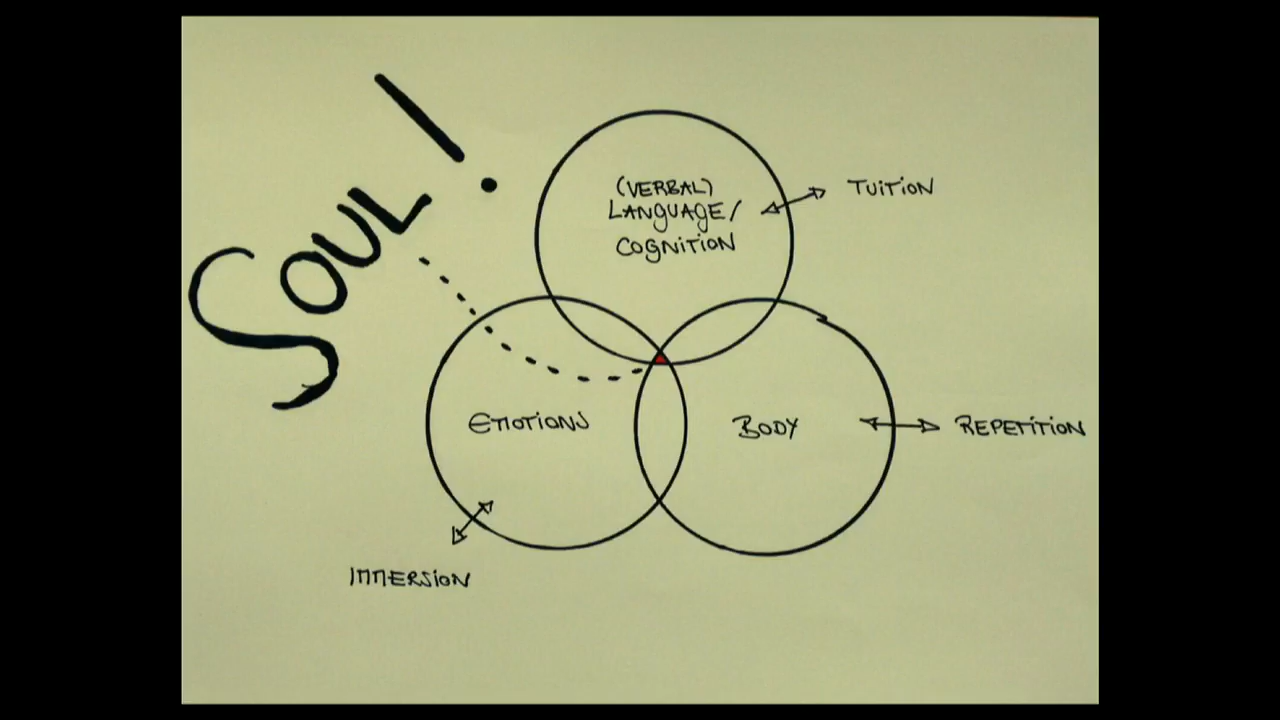 SOUL!
(VERBAL)
LANGUAGE/
COGNITION
TUITION
EMOTIONS
BODY
REPETITION
IMMERSION